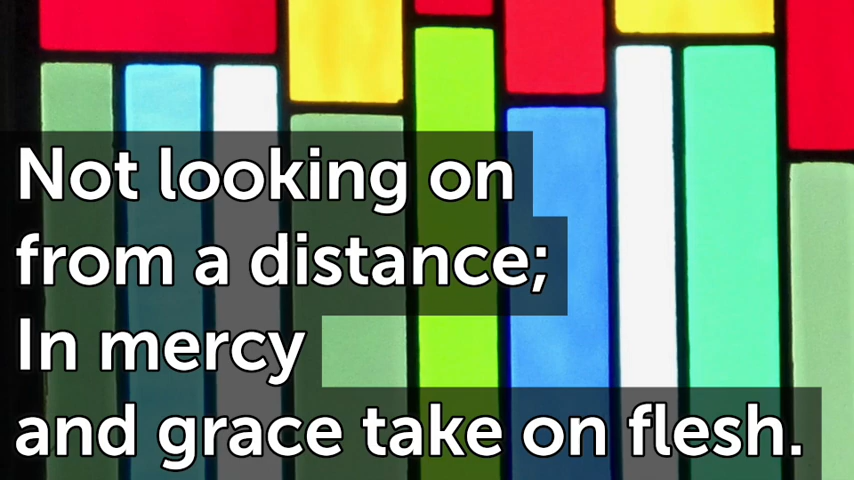 Not looking on
from a distance;
In mercy
and grace take on flesh.